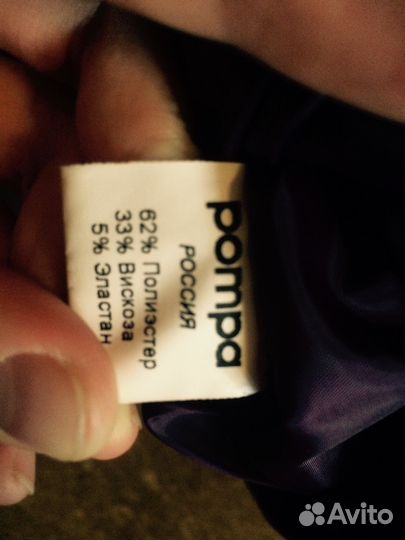 pompa
РОССИЯ
62% Полиэстер
33% Вискоза
5% Эластан
Avito